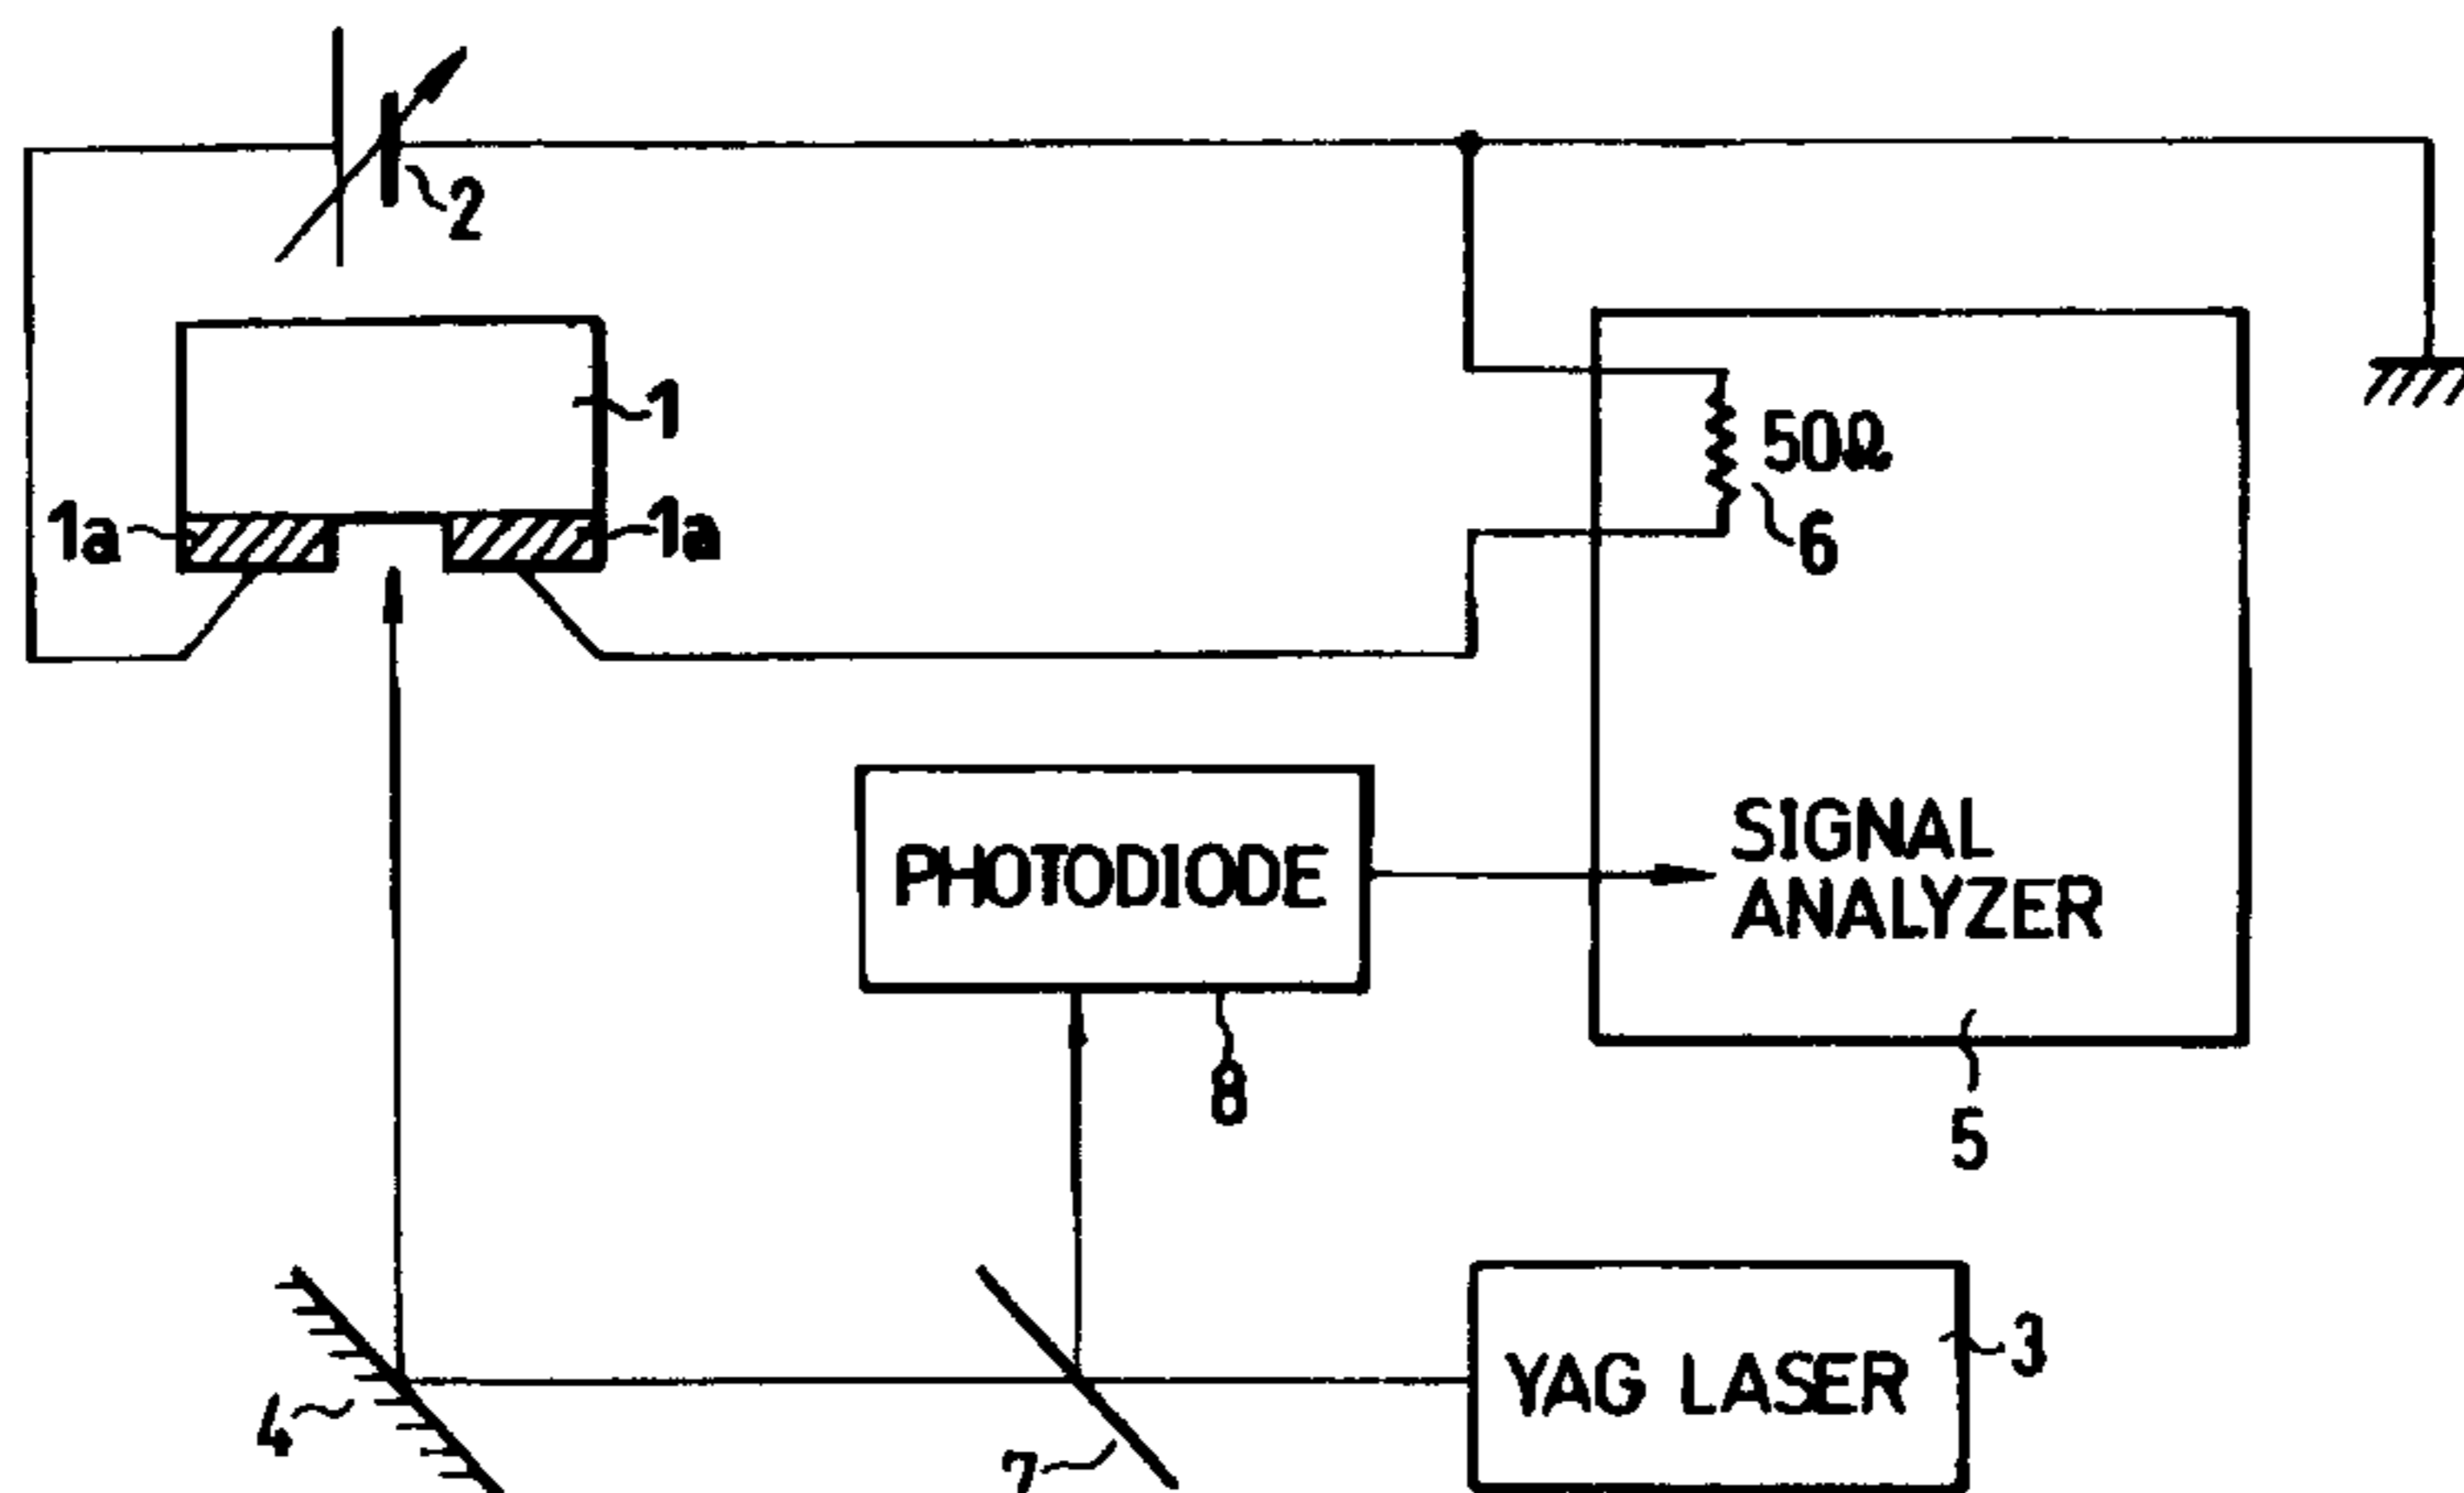 2
1
1a
1a
50Ω
6
PHOTODIODE
SIGNAL
ANALYZER
8
5
YAG LASER
3
4
7